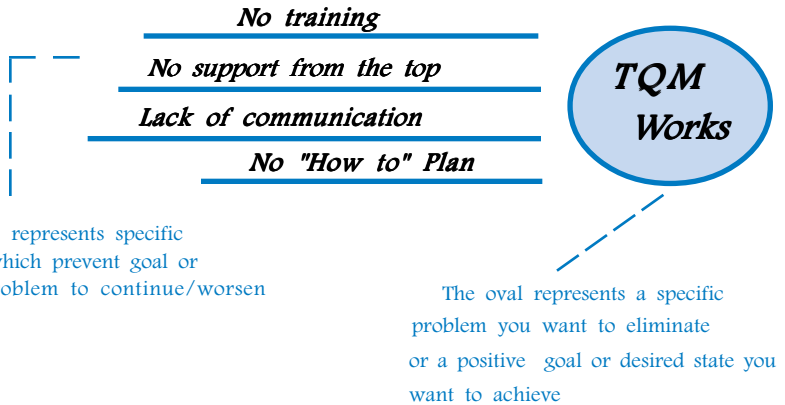 No training
No support from the top
Lack of communication
No "How to" Plan
TQM
Works
represents specific
which prevent goal or
oblem to continue/worsen
The oval represents a specific
problem you want to eliminate
or a positive goal or desired state you
want to achieve